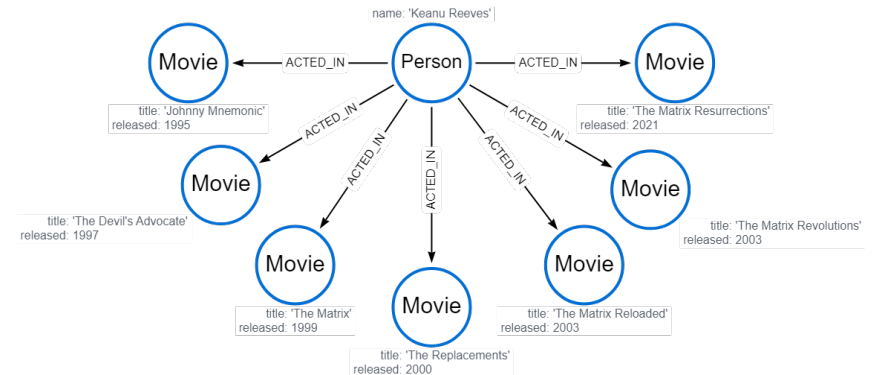 name: 'Keanu Reeves'
Movie
ACTED_IN
Person
ACTED_IN
Movie
title: 'Johnny Mnemonic'
released: 1995
title: 'The Matrix Resurrections'
released: 2021
ACTED_IN
ACTED_IN
ACTED_IN
ACTED_IN
ACTED_IN
Movie
Movie
title: 'The Devil's Advocate'
released: 1997
title: 'The Matrix Revolutions'
released: 2003
Movie
Movie
Movie
title: 'The Matrix'
released: 1999
title: 'The Matrix Reloaded'
released: 2003
title: 'The Replacements'
released: 2000